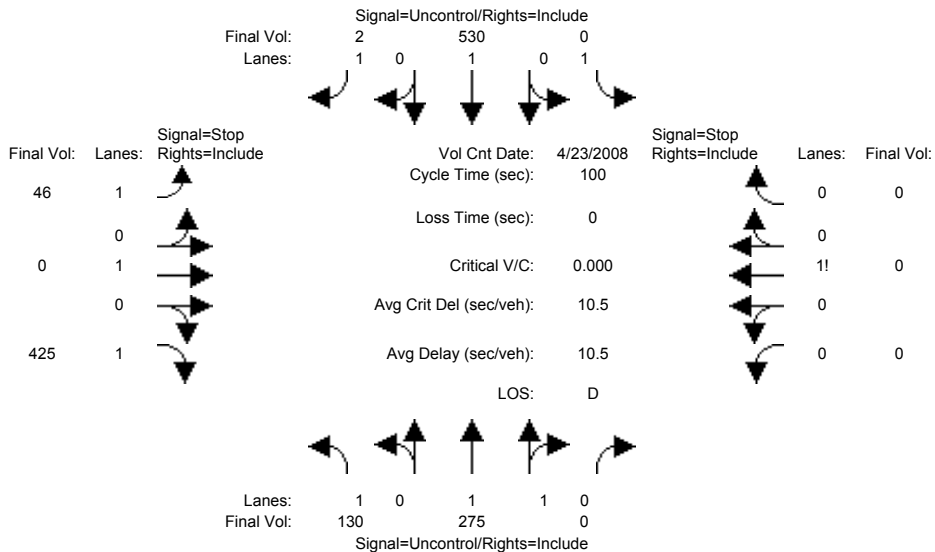 Signal=Uncontrol/Rights=Include
Final Vol: 2 530 0
Lanes: 1 0 1 0 1
Signal=Stop Signal=Stop
Final Vol: Lanes: Rights=Include Vol Cnt Date: 4/23/2008 Rights=Include Lanes: Final Vol:
Cycle Time (sec): 100
46 1 0 0
Loss Time (sec): 0
0 0
0 1 Critical V/C: 0.000 1! 0
0 Avg Crit Del (sec/veh): 10.5 0
425 1 Avg Delay (sec/veh): 10.5 0 0
LOS: D
Lanes: 1 0 1 1 0
Final Vol: 130 275 0
Signal=Uncontrol/Rights=Include